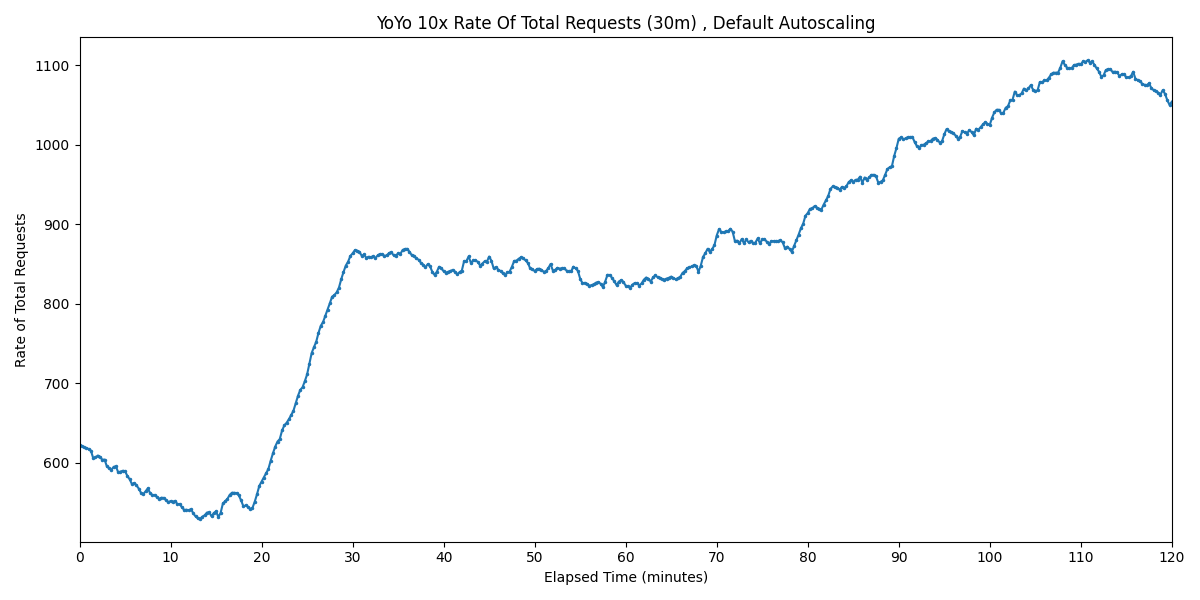 YoYo 10x Rate Of Total Requests (30m) , Default Autoscaling
1100
1000
900
800
700
600
Rate of Total Requests
0 10 20 30 40 50 60 70 80 90 100 110 120
Elapsed Time (minutes)